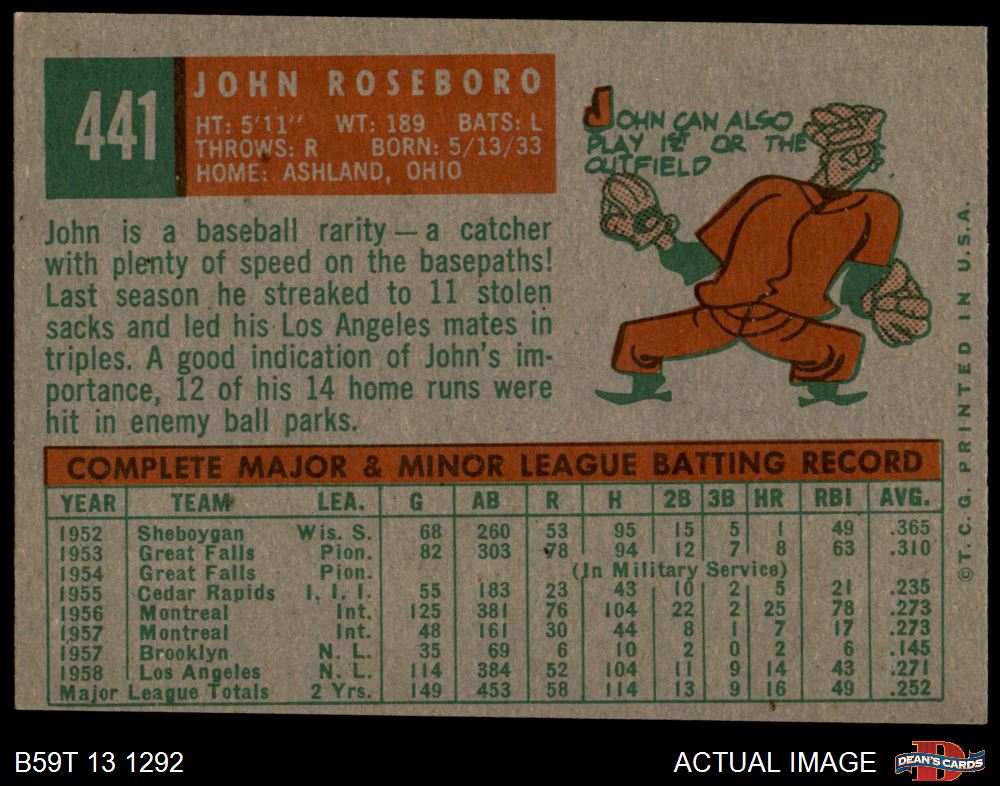 441
JOHN ROSEBORO
HT: 5'11" WT: 189 BATS: L
THROWS: R BORN: 5/13/33
HOME: ASHLAND, OHIO
JOHN CAN ALSO
PLAY 1ST OR THE
OUTFIELD
John is a baseball rarity — a catcher
with plenty of speed on the basepaths!
Last season he streaked to 11 stolen
sacks and led his Los Angeles mates in
triples. A good indication of John's im-
portance, 12 of his 14 home runs were
hit in enemy ball parks.
COMPLETE MAJOR & MINOR LEAGUE BATTING RECORD
YEAR TEAM LEA. G AB R H 2B 3B HR RBI AVG.
1952 Sheboygan Wis. S. 68 260 53 95 15 5 1 49 .365
1953 Great Falls Pion. 82 303 78 94 12 7 8 63 .310
1954 Great Falls Pion. (In Military Service)
1955 Cedar Rapids I. I. I. 55 183 23 43 10 2 5 21 .235
1956 Montreal Int. 125 381 76 104 22 2 25 78 .273
1957 Montreal Int. 48 161 30 44 8 1 7 17 .273
1957 Brooklyn N. L. 35 69 6 10 2 0 2 6 .145
1958 Los Angeles N. L. 114 384 52 104 11 9 14 43 .271
Major League Totals 2 Yrs. 149 453 58 114 13 9 16 49 .252
©T.C.G. PRINTED IN U.S.A.
B59T 13 1292
ACTUAL IMAGE
D
DEAN'S CARDS